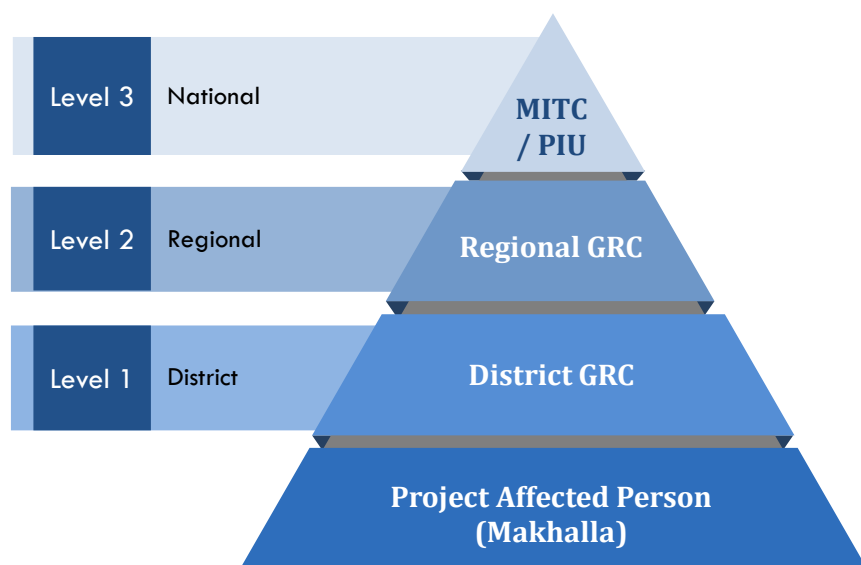 Level 3
National
MITC
/ PIU
Level 2
Regional
Regional GRC
Level 1
District
District GRC
Project Affected Person
(Makhalla)